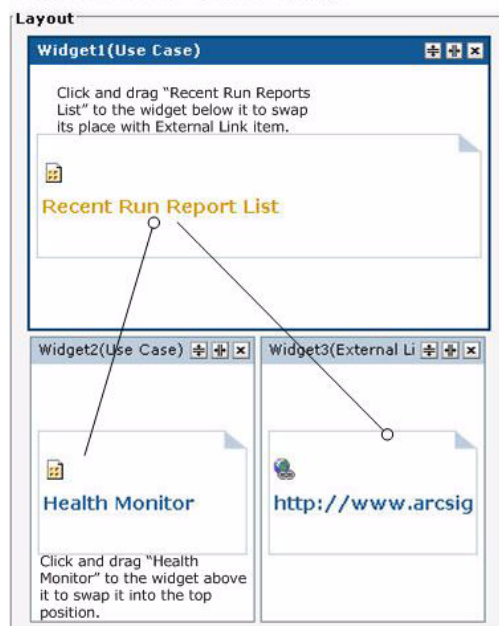 Layout
Widget1(Use Case)
Click and drag “Recent Run Reports
List” to the widget below it to swap
its place with External Link item.
Recent Run Report List
Widget2(Use Case)
Widget3(External Li
Health Monitor
http://www.arcsig
Click and drag “Health
Monitor” to the widget above
it to swap it into the top
position.